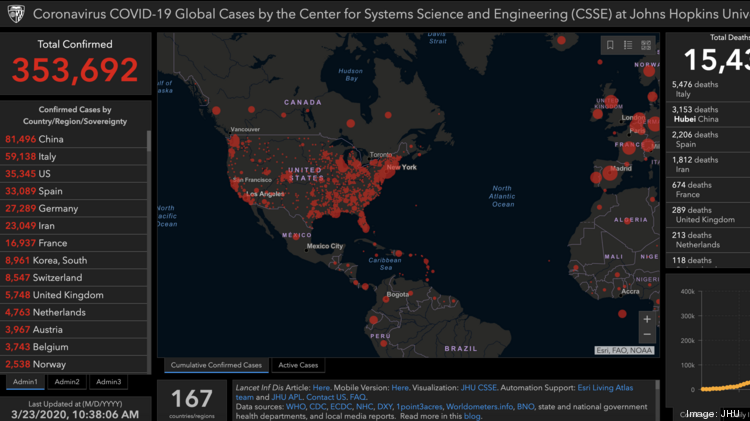 Coronavirus COVID-19 Global Cases by the Center for Systems Science and Engineering (CSSE) at Johns Hopkins
Total Confirmed
353,692
Confirmed Cases by
Country/Region/Sovereignty
81,496 China
59,138 Italy
35,345 US
33,089 Spain
27,289 Germany
23,049 Iran
16,937 France
8,961 Korea, South
8,547 Switzerland
5,748 United Kingdom
4,763 Netherlands
3,967 Austria
3,743 Belgium
2,538 Norway
Admin1 Admin2 Admin3
Last Updated at (M/D/YYYY)
3/23/2020, 10:38:06 AM
Davis
Strait
Hudson
Bay
CANADA
Vancouver
Toronto
New York
UNITED
STATES
San Francisco
Los Angeles
North
Atlantic
Ocean
MÉXICO
Mexico City
Caribbean
Sea
Bogota
PERU
BRAZIL
UNITED
KINGDOM
Madrid
ALGERIA
MALI
Accra
Ocean
+
−
Esri, FAO, NOAA
Cumulative Confirmed Cases Active Cases
167
countries/regions
Lancet Inf Dis Article: Here. Mobile Version: Here. Visualization: JHU CSSE. Automation Support: Esri Living Atlas
team and JHU APL. Contact US. FAQ.
Data sources: WHO, CDC, ECDC, NHC, DXY, 1point3acres, Worldometers.info, BNO, state and national government
health departments, and local media reports. Read more in this blog.
Total Deaths
5,476 deaths
Italy
3,153 deaths
Hubei China
2,206 deaths
Spain
1,812 deaths
Iran
674 deaths
France
289 deaths
United Kingdom
213 deaths
Netherlands
118 deaths
400k
300k
200k
100k
0
Image: JHU